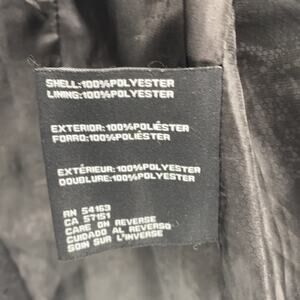 SHELL:100%POLYESTER
LINING:100%POLYESTER
EXTERIOR:100%POLIÉSTER
FORRO:100%POLIÉSTER
EXTÉRIEUR:100%POLYESTER
DOUBLURE:100%POLYESTER
RN 54163
CA 57151
CARE ON REVERSE
CUIDADO AL REVERSO
SOIN SUR L'INVERSE